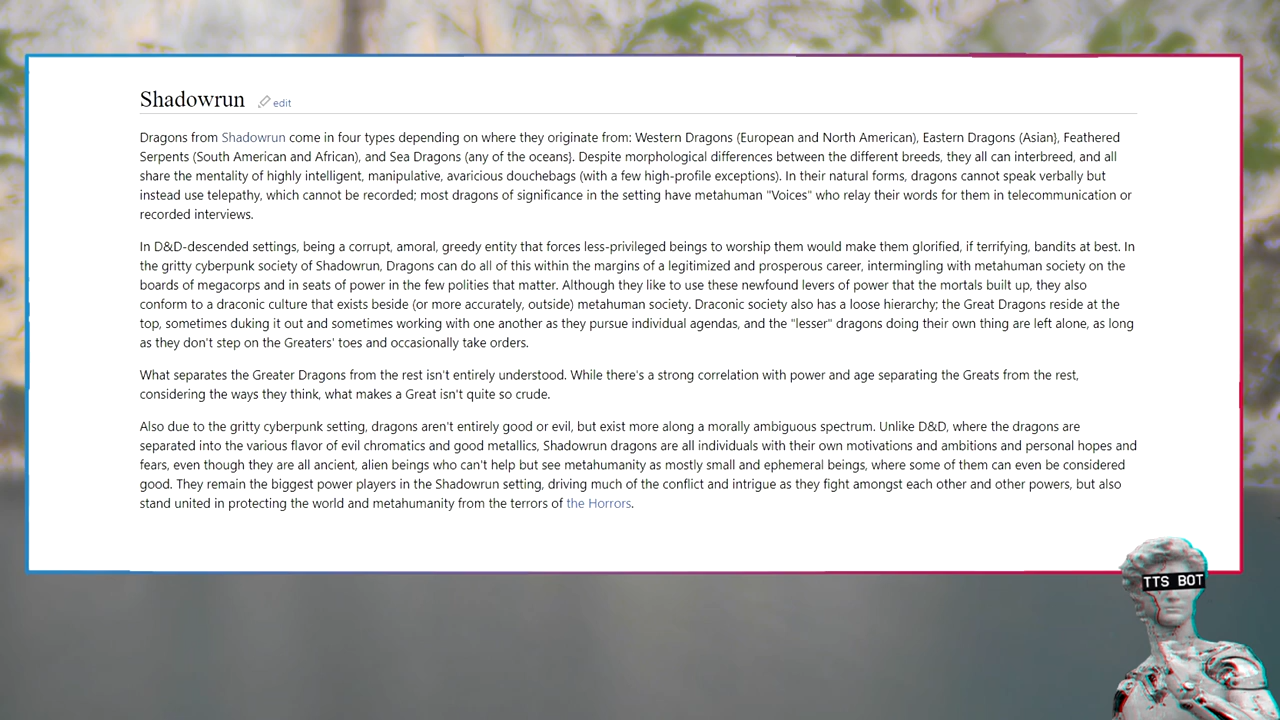 Shadowrun edit
Dragons from Shadowrun come in four types depending on where they originate from: Western Dragons (European and North American), Eastern Dragons (Asian), Feathered
Serpents (South American and African), and Sea Dragons (any of the oceans). Despite morphological differences between the different breeds, they all can interbreed, and all
share the mentality of highly intelligent, manipulative, avaricious douchebags (with a few high-profile exceptions). In their natural forms, dragons cannot speak verbally but
instead use telepathy, which cannot be recorded; most dragons of significance in the setting have metahuman "Voices" who relay their words for them in telecommunication or
recorded interviews.
In D&D-descended settings, being a corrupt, amoral, greedy entity that forces less-privileged beings to worship them would make them glorified, if terrifying, bandits at best. In
the gritty cyberpunk society of Shadowrun, Dragons can do all of this within the margins of a legitimized and prosperous career, intermingling with metahuman society on the
boards of megacorps and in seats of power in the few polities that matter. Although they like to use these newfound levers of power that the mortals built up, they also
conform to a draconic culture that exists beside (or more accurately, outside) metahuman society. Draconic society also has a loose hierarchy; the Great Dragons reside at the
top, sometimes duking it out and sometimes working with one another as they pursue individual agendas, and the "lesser" dragons doing their own thing are left alone, as long
as they don't step on the Greaters' toes and occasionally take orders.
What separates the Greater Dragons from the rest isn't entirely understood. While there's a strong correlation with power and age separating the Greats from the rest,
considering the ways they think, what makes a Great isn't quite so crude.
Also due to the gritty cyberpunk setting, dragons aren't entirely good or evil, but exist more along a morally ambiguous spectrum. Unlike D&D, where the dragons are
separated into the various flavor of evil chromatics and good metallics, Shadowrun dragons are all individuals with their own motivations and ambitions and personal hopes and
fears, even though they are all ancient, alien beings who can't help but see metahumanity as mostly small and ephemeral beings, where some of them can even be considered
good. They remain the biggest power players in the Shadowrun setting, driving much of the conflict and intrigue as they fight amongst each other and other powers, but also
stand united in protecting the world and metahumanity from the terrors of the Horrors.
TTS BOT